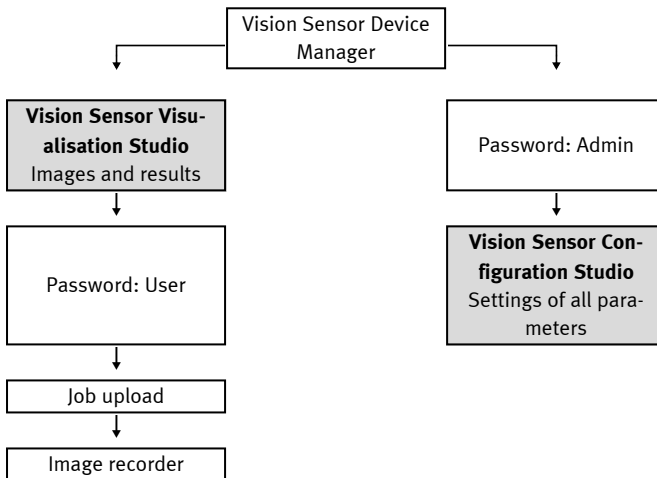 Vision Sensor Device
Manager
Vision Sensor Visu-
alisation Studio
Images and results
Password: User
Job upload
Image recorder
Password: Admin
Vision Sensor Con-
figuration Studio
Settings of all para-
meters